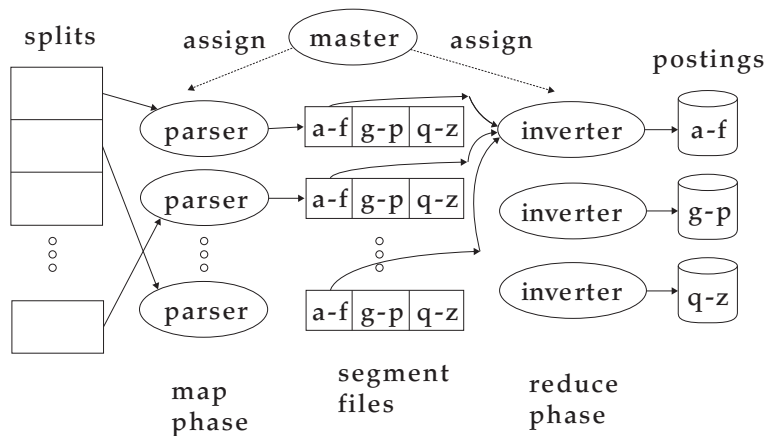 splits
assign
master
assign
postings
parser
a-f g-p q-z
inverter
a-f
parser
a-f g-p q-z
inverter
g-p
parser
a-f g-p q-z
inverter
q-z
map
phase
segment
files
reduce
phase